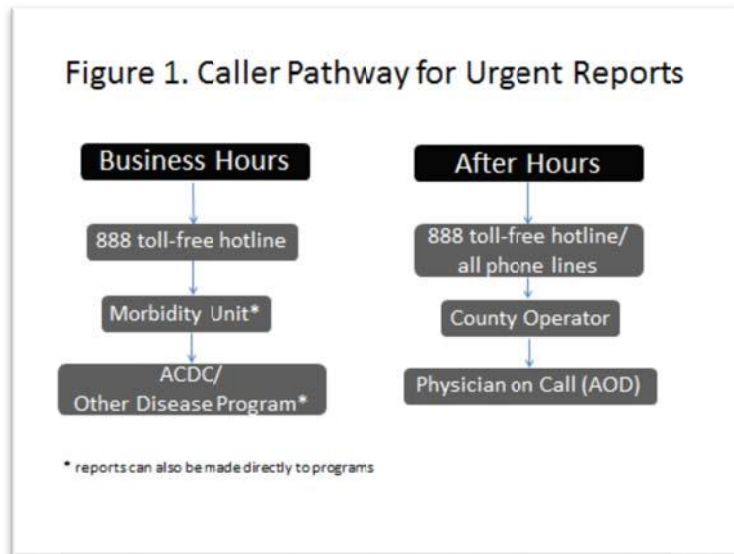 Figure 1. Caller Pathway for Urgent Reports
Business Hours
888 toll-free hotline
Morbidity Unit*
ACDC/
Other Disease Program*
After Hours
888 toll-free hotline/
all phone lines
County Operator
Physician on Call (AOD)
* reports can also be made directly to programs